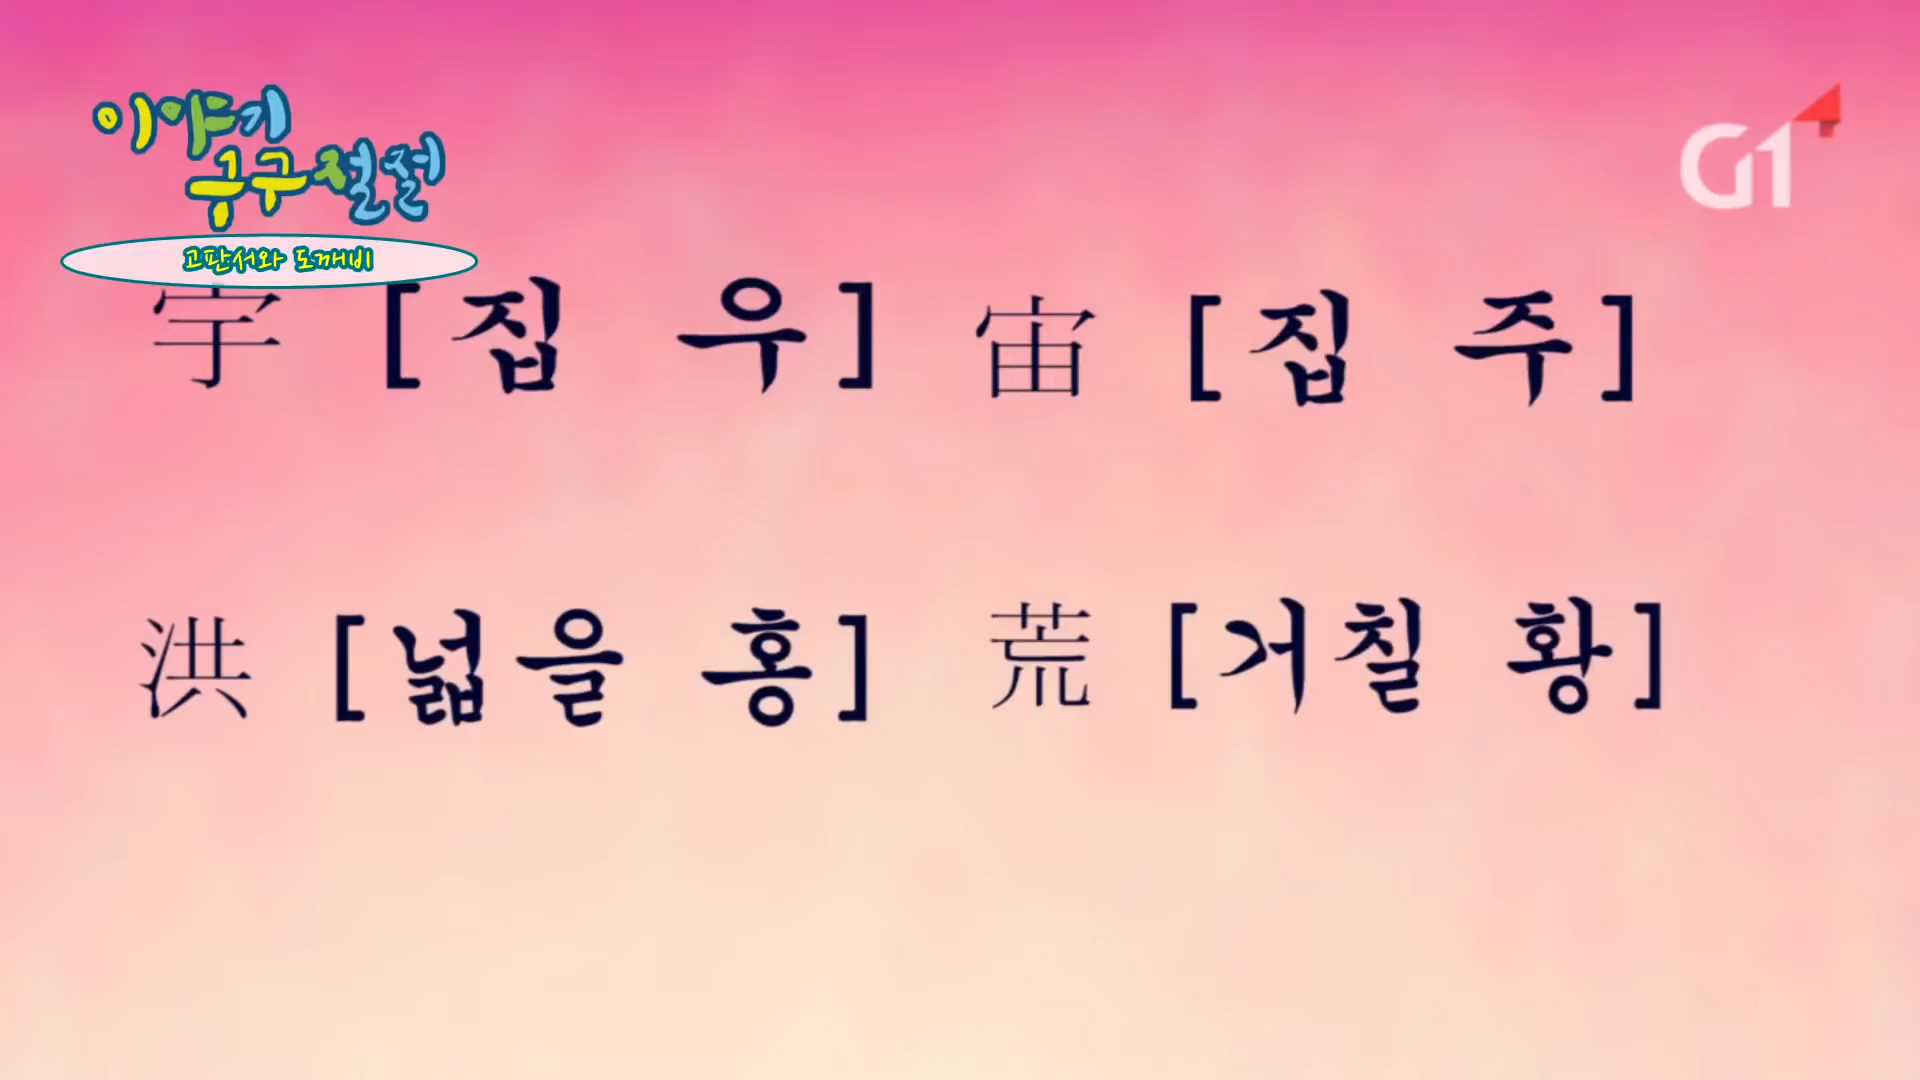 이야기
구구절절
고판서와 도깨비
G1
宇 [집 우] 宙 [집 주]
洪 [넓을 홍] 荒 [거칠 황]